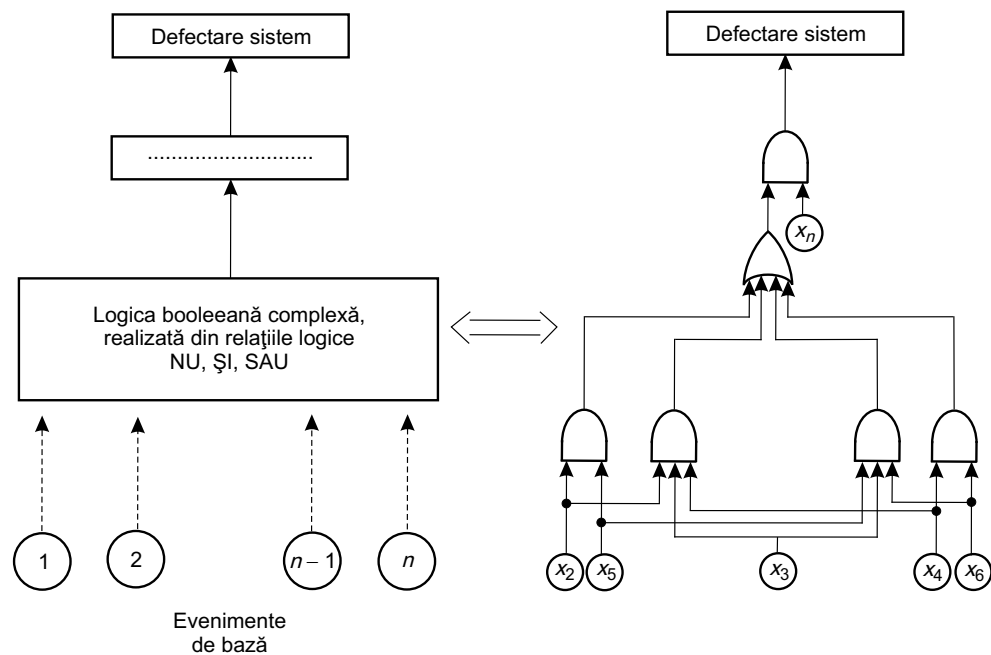 Defectare sistem
............................
Logica booleeană complexă,
realizată din relaţiile logice
NU, ŞI, SAU
1
2
n – 1
n
Evenimente
de bază
Defectare sistem
xn
x2
x5
x3
x4
x6